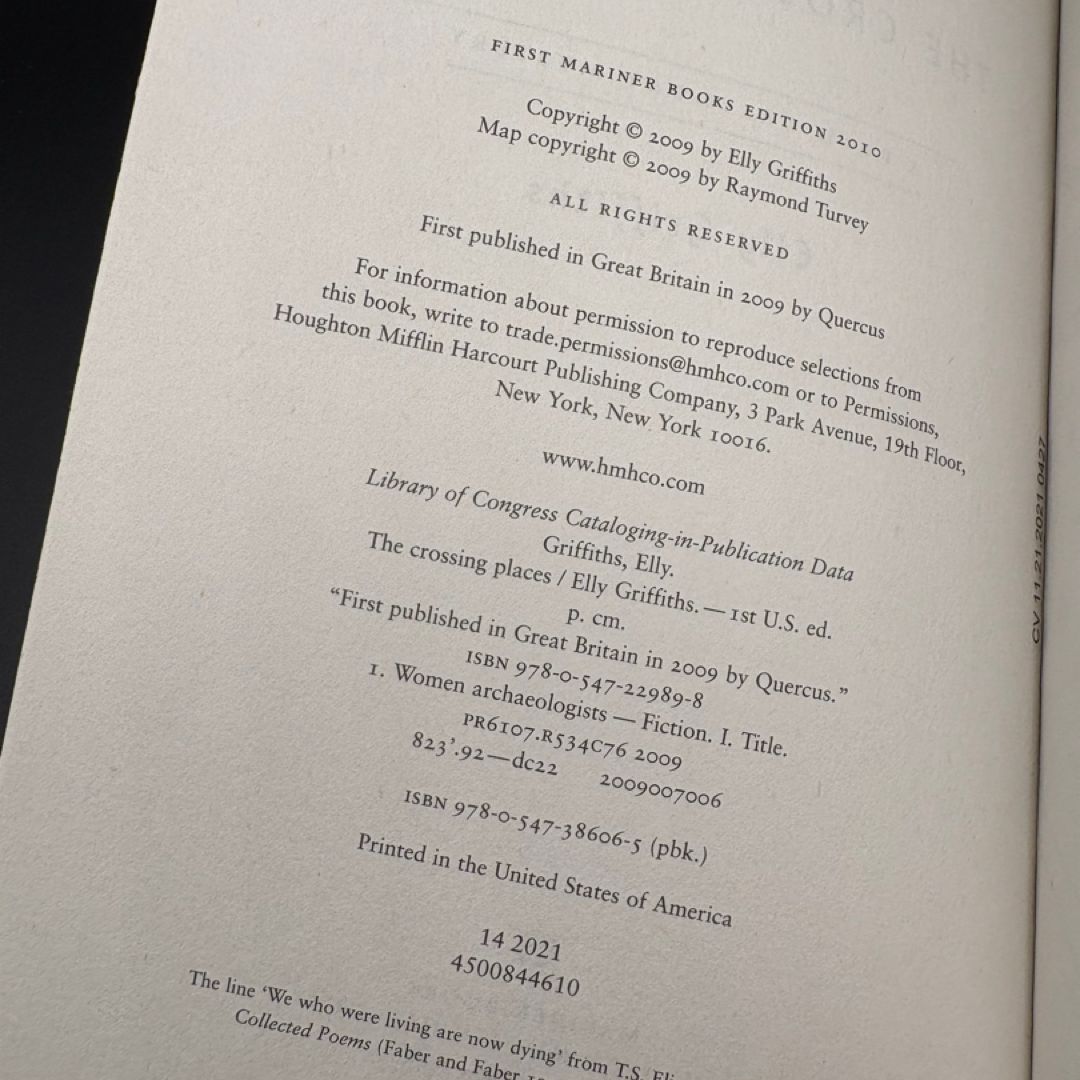 FIRST MARINER BOOKS EDITION 2010
Copyright © 2009 by Elly Griffiths
Map copyright © 2009 by Raymond Turvey
ALL RIGHTS RESERVED
First published in Great Britain in 2009 by Quercus
For information about permission to reproduce selections from
this book, write to trade.permissions@hmhco.com or to Permissions,
Houghton Mifflin Harcourt Publishing Company, 3 Park Avenue, 19th Floor,
New York, New York 10016.
www.hmhco.com
Library of Congress Cataloging-in-Publication Data
Griffiths, Elly.
The crossing places / Elly Griffiths. — 1st U.S. ed.
p. cm.
“First published in Great Britain in 2009 by Quercus.”
ISBN 978-0-547-22989-8
1. Women archaeologists — Fiction. I. Title.
PR6107.R534C76 2009
823’.92—dc22 2009007006
ISBN 978-0-547-38606-5 (pbk.)
Printed in the United States of America
14 2021
4500844610
The line ‘We who were living are now dying’ from T.S.
Collected Poems (Faber and Faber
CV 11.21.2021 0427